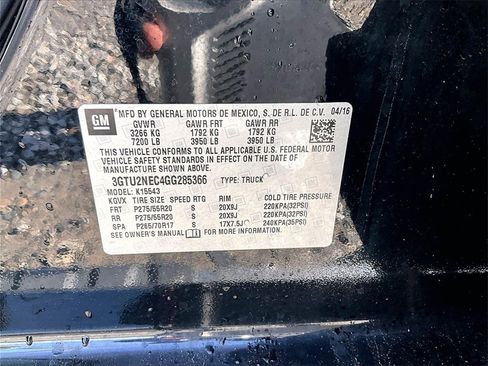 GM
MFD BY GENERAL MOTORS DE MEXICO, S. DE R.L. DE C.V. 04/16
GVWR GAWR FRT GAWR RR
3266 KG 1792 KG 1792 KG
7200 LB 3950 LB 3950 LB
THIS VEHICLE CONFORMS TO ALL APPLICABLE U.S. FEDERAL MOTOR
VEHICLE SAFETY AND THEFT PREVENTION STANDARDS IN EFFECT ON THE DATE OF
MANUFACTURE SHOWN ABOVE.
3GTU2NEC4GG285366 TYPE: TRUCK
MODEL: K15543
KGVX TIRE SIZE SPEED RTG RIM COLD TIRE PRESSURE
FRT P275/55R20 S 20X9J 220KPA(32PSI)
RR P275/55R20 S 20X9J 220KPA(32PSI)
SPA P265/70R17 S 17X7.5J 240KPA(35PSI)
SEE OWNER'S MANUAL FOR MORE INFORMATION.